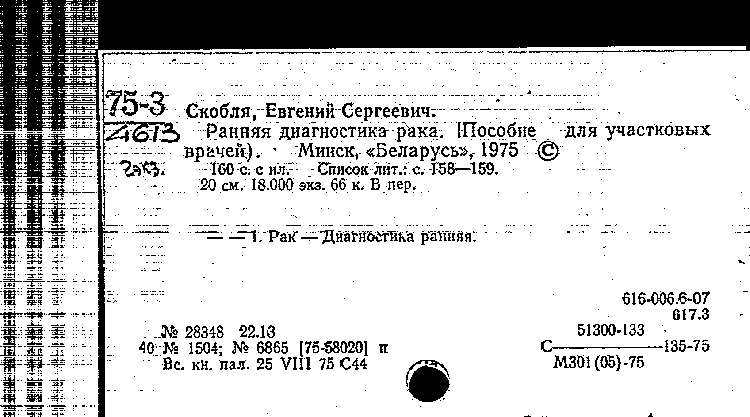 75-3
4613
2экз.
Скобля, Евгений Сергеевич.
Ранняя диагностика рака. [Пособие для участковых
врачей). Минск, «Беларусь», 1975 ©
160 с. с ил. Список лит.: с. 158—159.
20 см. 18.000 экз. 66 к. В пер.
— — 1. Рак — Диагностика ранняя.
616-006.6-07
617.3
№ 28348 22.13
51300-133
40 № 1504; № 6865 [75-58020] п
С————135-75
Вс. кн. пал. 25 VIII 75 С44
М301(05)-75